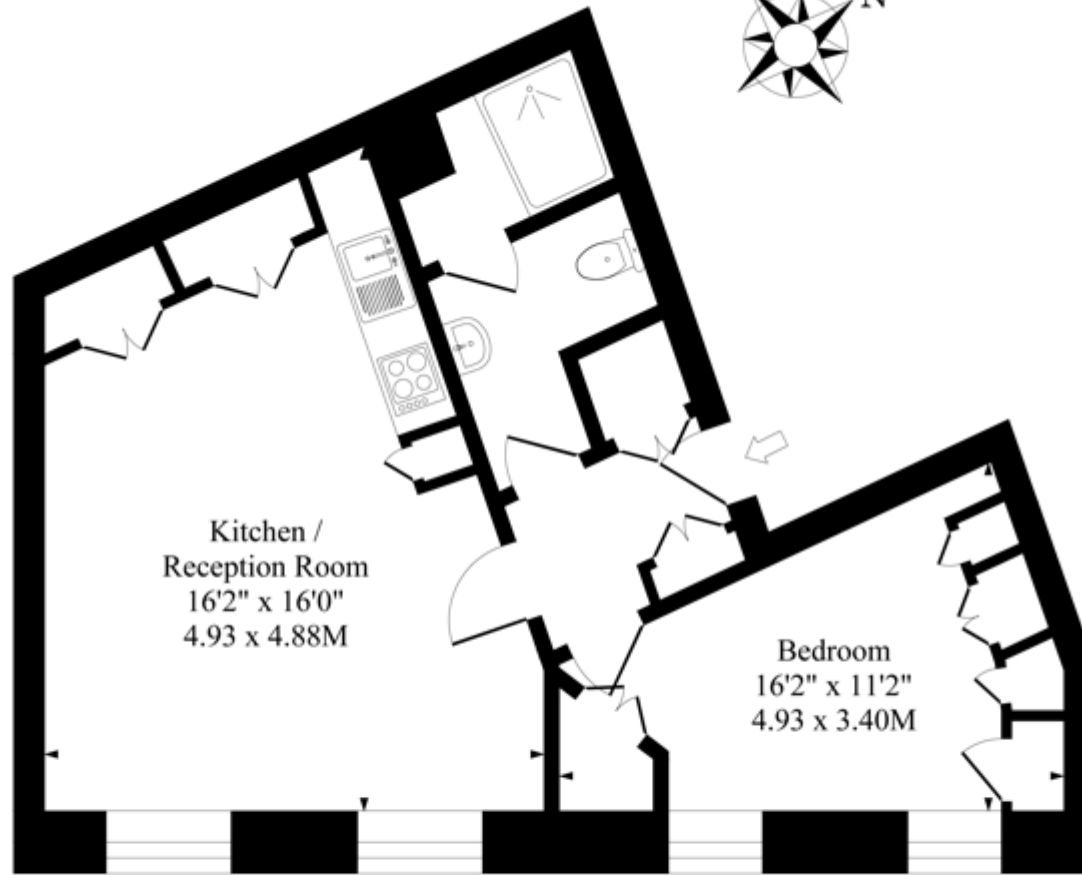 N
Kitchen /
Reception Room
16'2" x 16'0"
4.93 x 4.88M
Bedroom
16'2" x 11'2"
4.93 x 3.40M